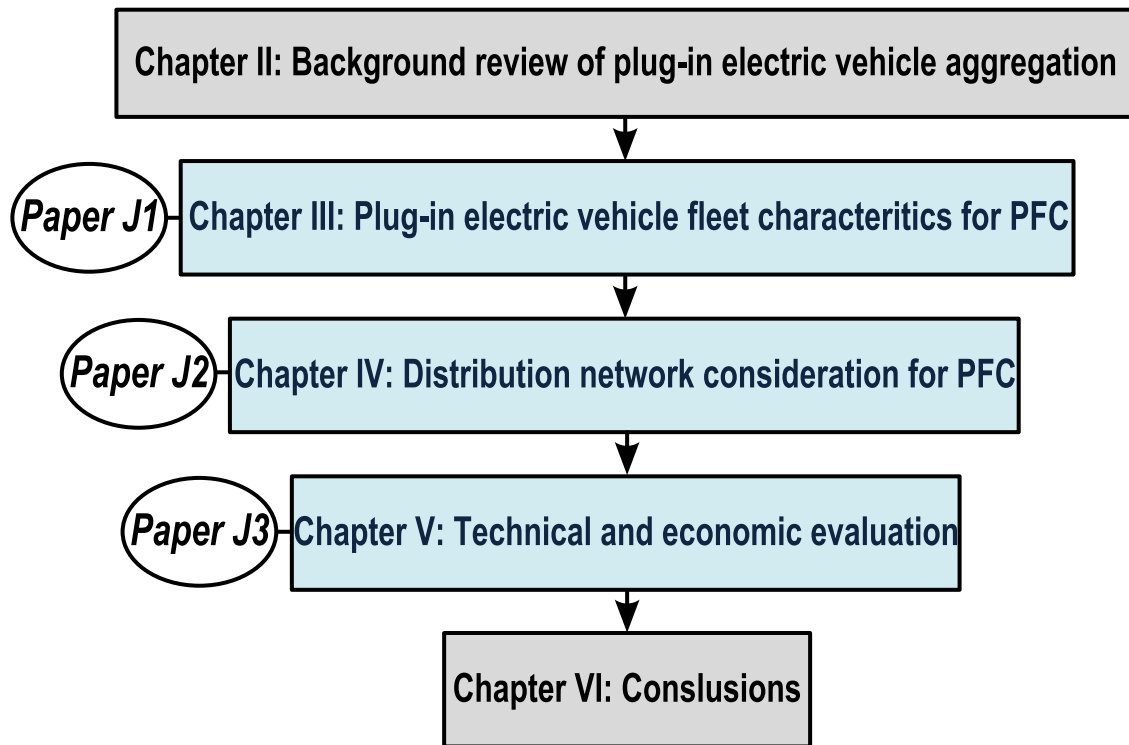 Chapter II: Background review of plug-in electric vehicle aggregation
Paper J1
Chapter III: Plug-in electric vehicle fleet characteritics for PFC
Paper J2
Chapter IV: Distribution network consideration for PFC
Paper J3
Chapter V: Technical and economic evaluation
Chapter VI: Conslusions